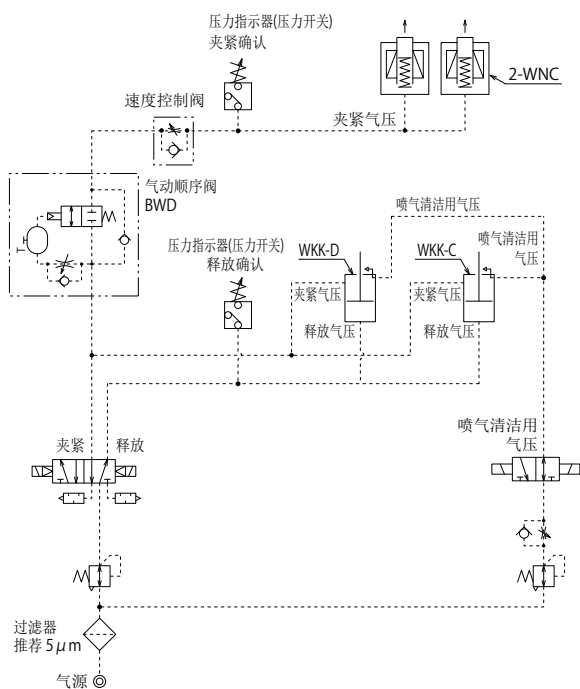 压力指示器(压力开关)
夹紧确认
2-WNC
速度控制阀
夹紧气压
气动顺序阀
BWD
喷气清洁用气压
压力指示器(压力开关)
释放确认
WKK-D
WKK-C
喷气清洁用
气压
夹紧气压
夹紧气压
释放气压
释放气压
夹紧
释放
喷气清洁用
气压
过滤器
推荐 5μm
气源